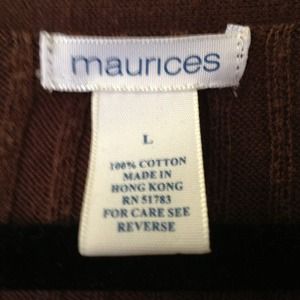 maurices
L
100% COTTON
MADE IN
HONG KONG
RN 51783
FOR CARE SEE
REVERSE